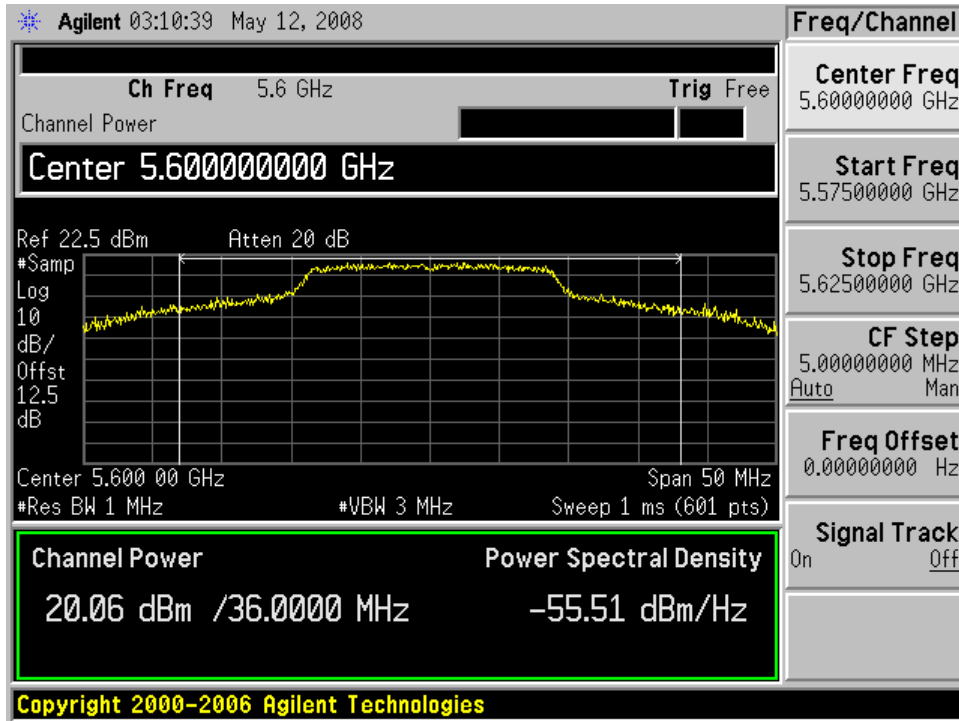 Agilent 03:10:39 May 12, 2008
Freq/Channel
Ch Freq 5.6 GHz Trig Free
Channel Power
Center 5.600000000 GHz
Ref 22.5 dBm Atten 20 dB
#Samp
Log
10
dB/
Offst
12.5
dB
Center 5.600 00 GHz Span 50 MHz
#Res BW 1 MHz #VBW 3 MHz Sweep 1 ms (601 pts)
Channel Power Power Spectral Density
20.06 dBm /36.0000 MHz -55.51 dBm/Hz
Copyright 2000-2006 Agilent Technologies
Center Freq
5.60000000 GHz
Start Freq
5.57500000 GHz
Stop Freq
5.62500000 GHz
CF Step
5.00000000 MHz
Auto Man
Freq Offset
0.00000000 Hz
Signal Track
On Off